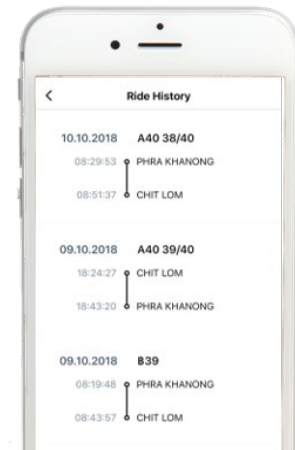 Ride History
10.10.2018 A40 38/40
08:29:53 PHRA KHANONG
08:51:37 CHIT LOM
09.10.2018 A40 39/40
18:24:27 CHIT LOM
18:43:20 PHRA KHANONG
09.10.2018 ฿39
08:19:48 PHRA KHANONG
08:43:57 CHIT LOM